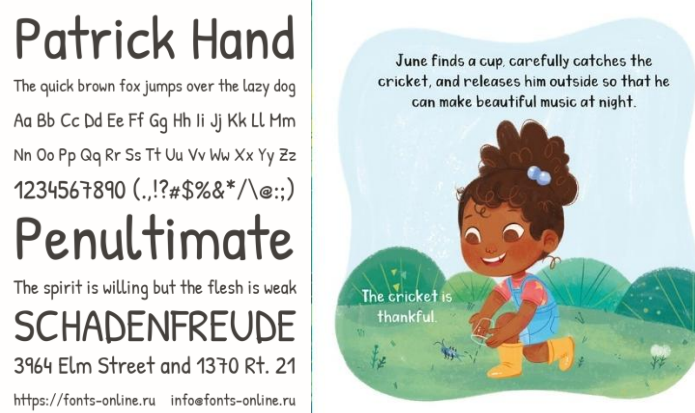 Patrick Hand
The quick brown fox jumps over the lazy dog
Aa Bb Cc Dd Ee Ff Gg Hh Ii Jj Kk Ll Mm
Nn Oo Pp Qq Rr Ss Tt Uu Vv Ww Xx Yy Zz
1234567890 (.,!?#$%&*/\@:;)
Penultimate
The spirit is willing but the flesh is weak
SCHADENFREUDE
3964 Elm Street and 1370 Rt. 21
https://fonts-online.ru info@fonts-online.ru
June finds a cup, carefully catches the
cricket, and releases him outside so that he
can make beautiful music at night.
The cricket is
thankful.